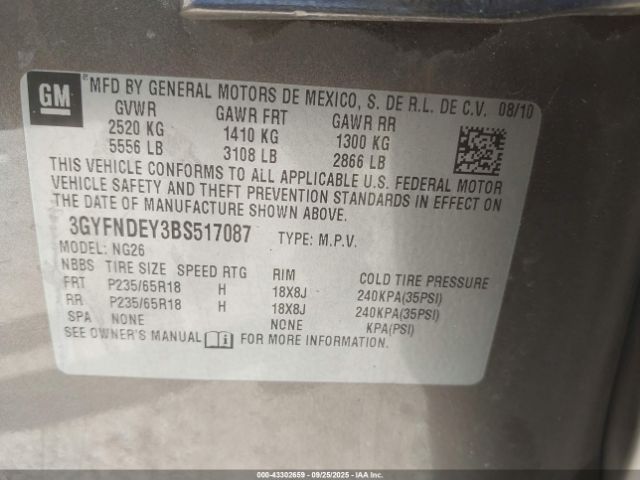 GM
® MFD BY GENERAL MOTORS DE MEXICO, S. DE R.L. DE C.V. 08/10
GVWR GAWR FRT GAWR RR
2520 KG 1410 KG 1300 KG
5556 LB 3108 LB 2866 LB
THIS VEHICLE CONFORMS TO ALL APPLICABLE U.S. FEDERAL MOTOR
VEHICLE SAFETY AND THEFT PREVENTION STANDARDS IN EFFECT ON
THE DATE OF MANUFACTURE SHOWN ABOVE.
3GYFNDEY3BS517087 TYPE: M.P.V.
MODEL: NG26
NBBS TIRE SIZE SPEED RTG RIM COLD TIRE PRESSURE
FRT P235/65R18 H 18X8J 240KPA(35PSI)
RR P235/65R18 H 18X8J 240KPA(35PSI)
SPA NONE NONE KPA(PSI)
SEE OWNER'S MANUAL i FOR MORE INFORMATION.
000-43302659 - 09/25/2025 - COPYRIGHT IAA, LLC.